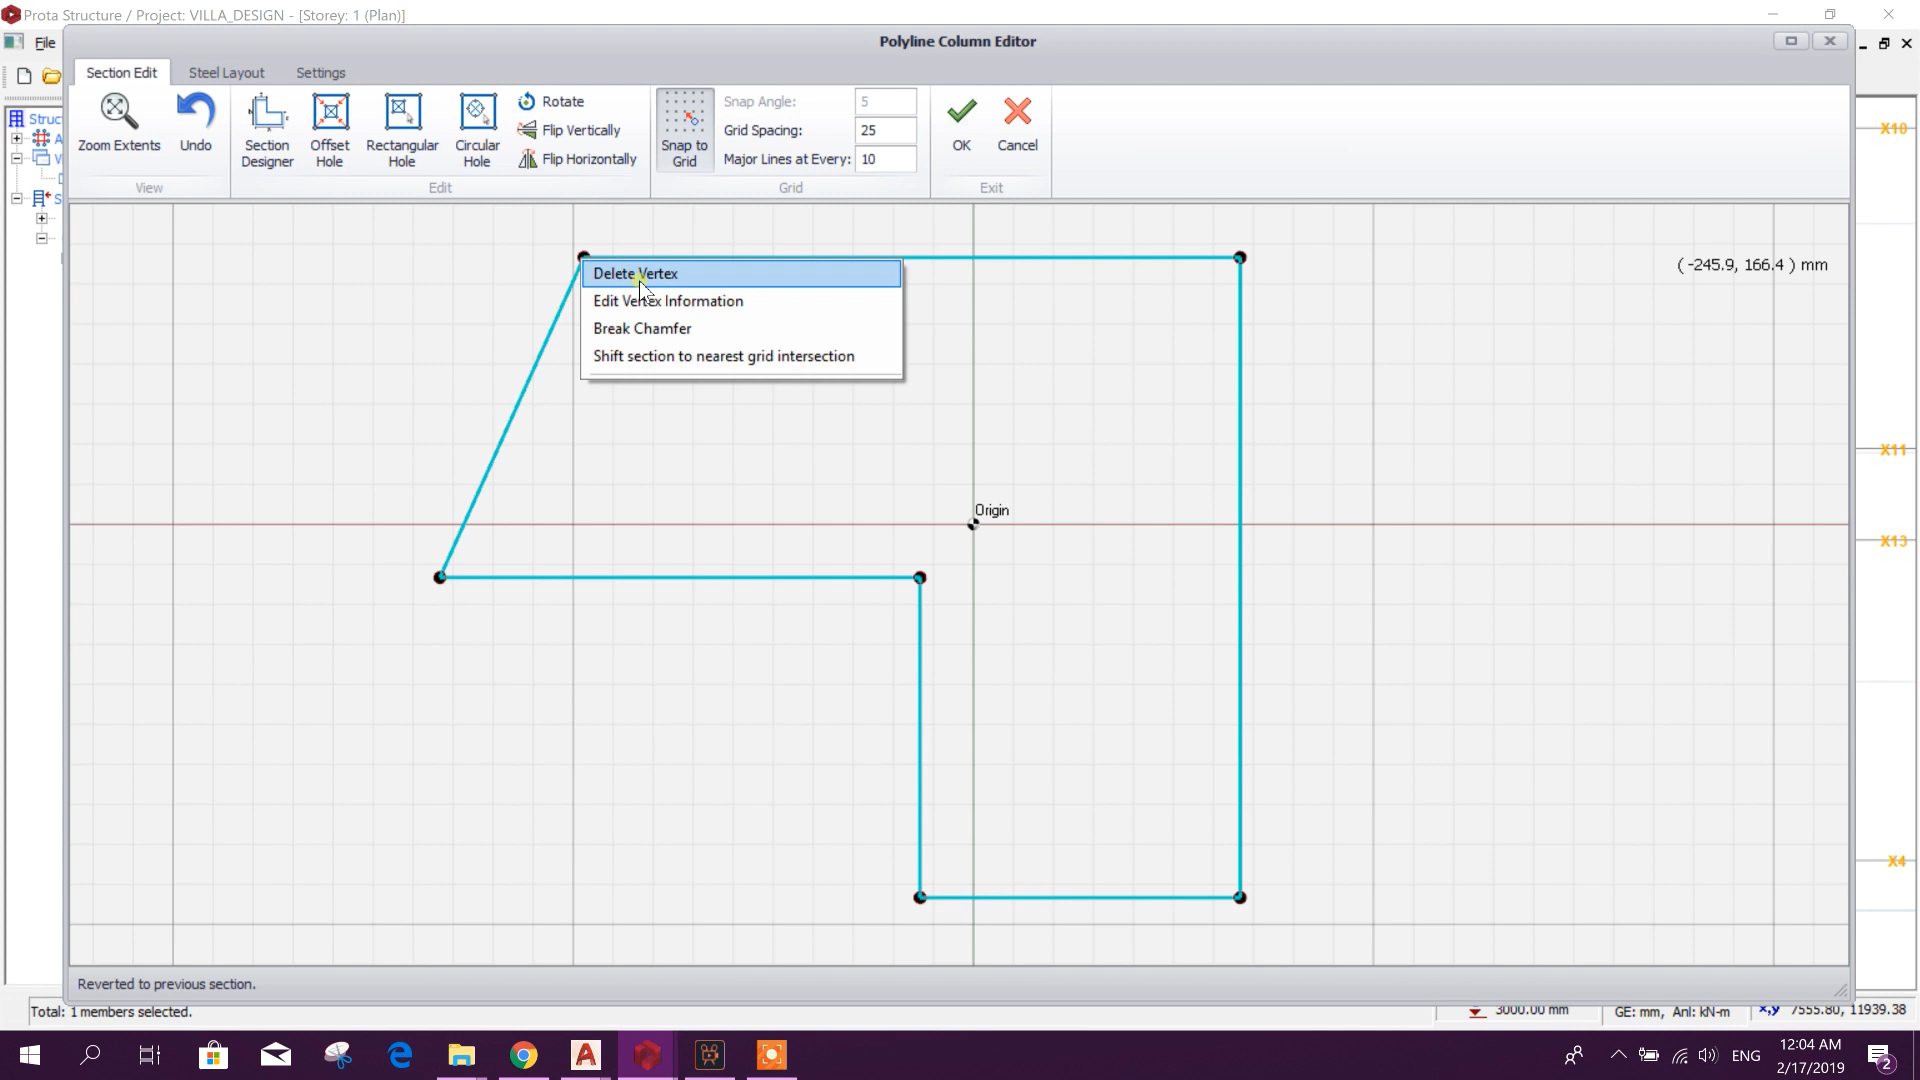 Prota Structure / Project: VILLA_DESIGN - [Storey: 1 (Plan)]
File
Polyline Column Editor
Section Edit
Steel Layout
Settings
Zoom Extents
Undo
Section Designer
Offset Hole
Rectangular Hole
Circular Hole
Rotate
Flip Vertically
Flip Horizontally
Snap to Grid
Snap Angle: 5
Grid Spacing: 25
Major Lines at Every: 10
OK
Cancel
View
Edit
Grid
Exit
Struc
A
V
S
X10
( -245.9, 166.4 ) mm
Delete Vertex
Edit Vertex Information
Break Chamfer
Shift section to nearest grid intersection
X11
Origin
X13
X4
Reverted to previous section.
Total: 1 members selected.
3000.00 mm
GE: mm, Anl: kN-m
x,y 7555.80, 11939.38
ENG
12:04 AM
2/17/2019
2